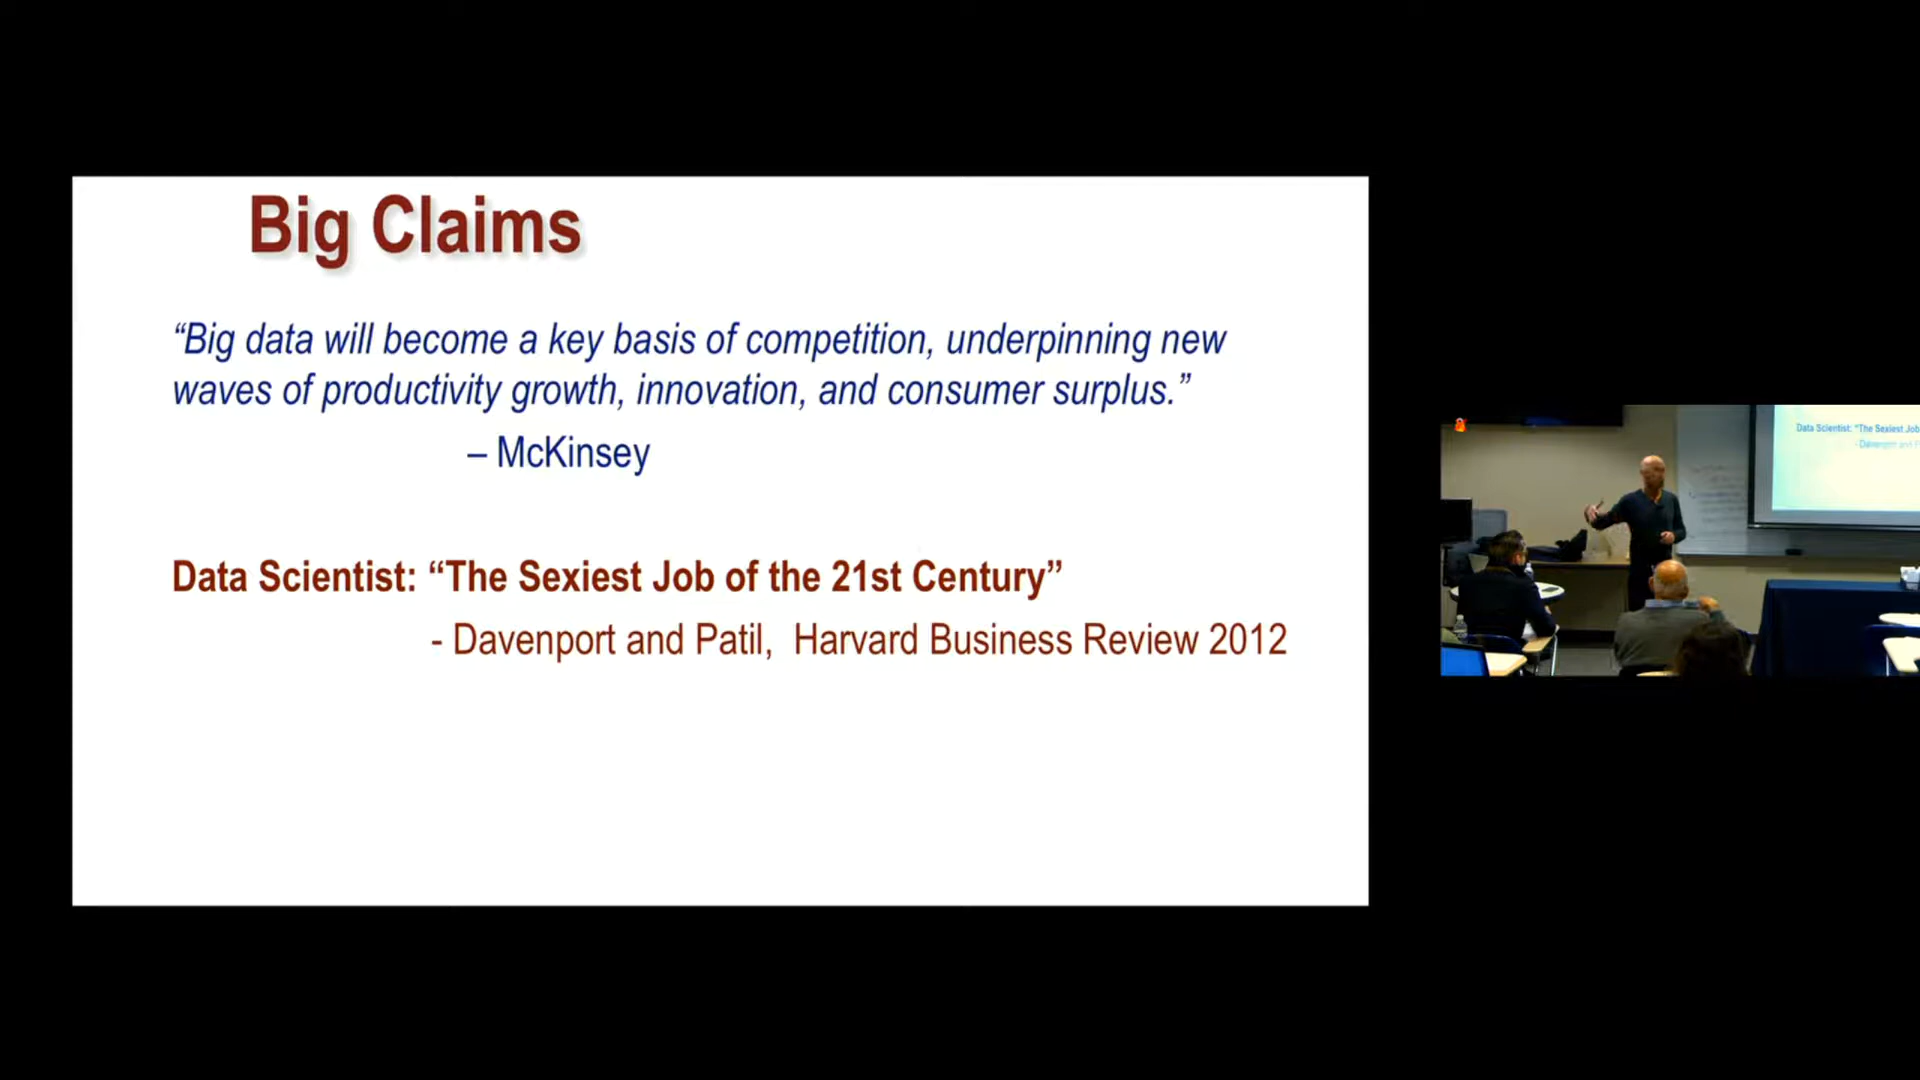 Big Claims
“Big data will become a key basis of competition, underpinning new
waves of productivity growth, innovation, and consumer surplus.”
– McKinsey
Data Scientist: “The Sexiest Job of the 21st Century”
- Davenport and Patil, Harvard Business Review 2012
Data Scientist: “The Sexiest Job
- Davenport and